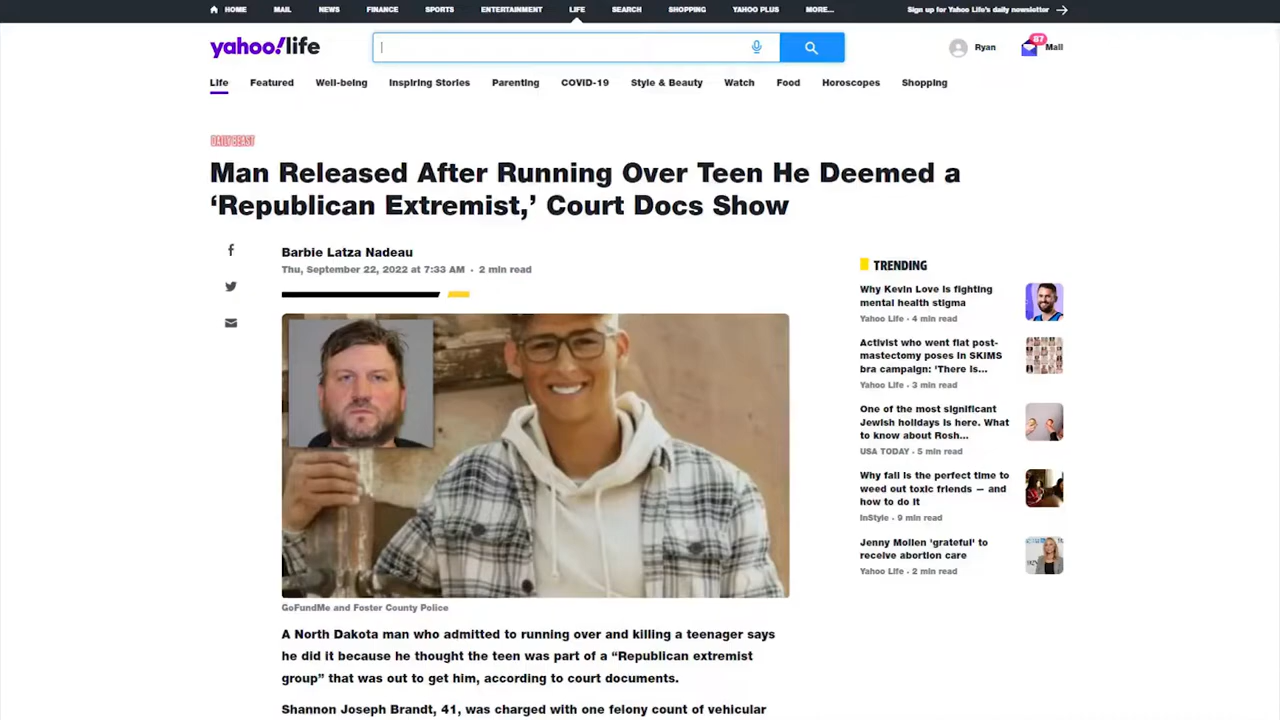 HOME MAIL NEWS FINANCE SPORTS ENTERTAINMENT LIFE SEARCH SHOPPING YAHOO PLUS MORE... Sign up for Yahoo Life's daily newsletter →
yahoo!life
Ryan
87
Mail
Life Featured Well-being Inspiring Stories Parenting COVID-19 Style & Beauty Watch Food Horoscopes Shopping
DAILY BEAST
Man Released After Running Over Teen He Deemed a
‘Republican Extremist,’ Court Docs Show
Barbie Latza Nadeau
Thu, September 22, 2022 at 7:33 AM · 2 min read
GoFundMe and Foster County Police
A North Dakota man who admitted to running over and killing a teenager says
he did it because he thought the teen was part of a “Republican extremist
group” that was out to get him, according to court documents.
Shannon Joseph Brandt, 41, was charged with one felony count of vehicular
TRENDING
Why Kevin Love is fighting
mental health stigma
Yahoo Life · 4 min read
Activist who went flat post-
mastectomy poses in SKIMS
bra campaign: ‘There Is...
Yahoo Life · 3 min read
One of the most significant
Jewish holidays is here. What
to know about Rosh...
USA TODAY · 5 min read
Why fall is the perfect time to
weed out toxic friends — and
how to do it
InStyle · 9 min read
Jenny Mollen ‘grateful’ to
receive abortion care
Yahoo Life · 2 min read